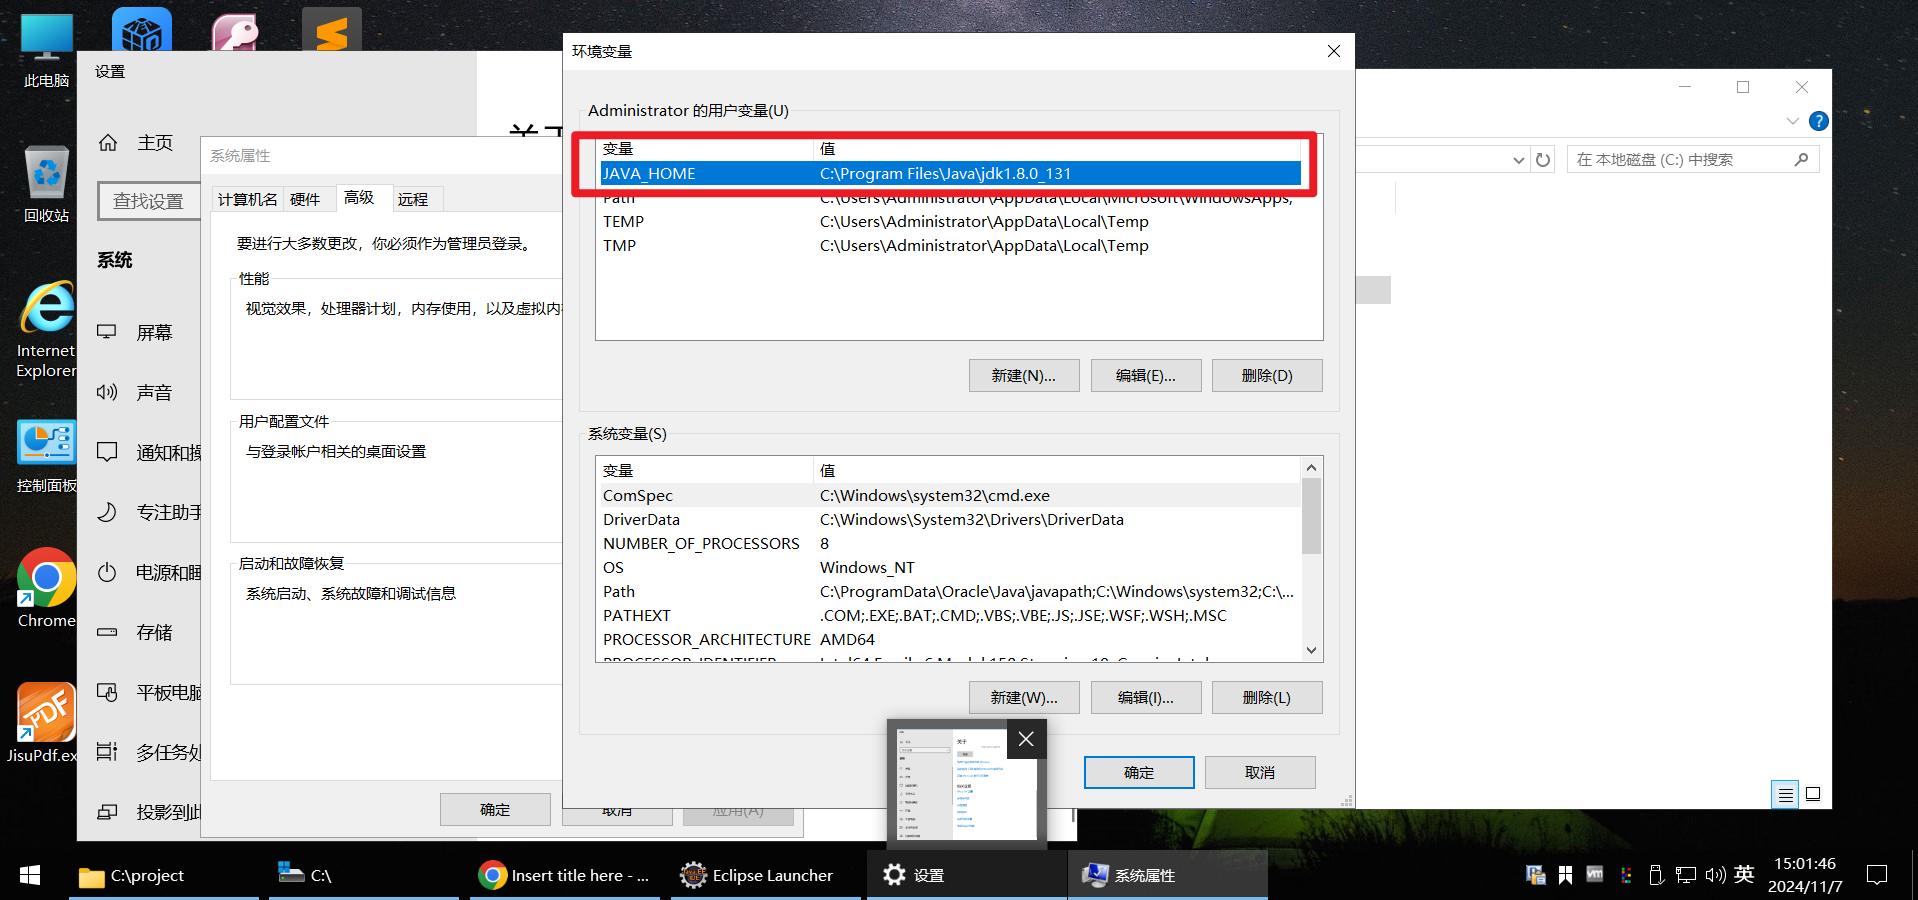 此电脑
回收站
Internet
Explorer
控制面板
Chrome
JisuPdf.ex
设置
主页
查找设置
系统
屏幕
声音
通知和操
专注助手
电源和睡
存储
平板电脑
多任务处
投影到此
系统属性
计算机名
硬件
高级
远程
要进行大多数更改，你必须作为管理员登录。
性能
视觉效果，处理器计划，内存使用，以及虚拟内存
用户配置文件
与登录帐户相关的桌面设置
启动和故障恢复
系统启动、系统故障和调试信息
确定
取消
应用(A)
环境变量
Administrator 的用户变量(U)
变量 值
JAVA_HOME C:\Program Files\Java\jdk1.8.0_131
Path C:\Users\Administrator\AppData\Local\Microsoft\WindowsApps;
TEMP C:\Users\Administrator\AppData\Local\Temp
TMP C:\Users\Administrator\AppData\Local\Temp
新建(N)... 编辑(E)... 删除(D)
系统变量(S)
变量 值
ComSpec C:\Windows\system32\cmd.exe
DriverData C:\Windows\System32\Drivers\DriverData
NUMBER_OF_PROCESSORS 8
OS Windows_NT
Path C:\ProgramData\Oracle\Java\javapath;C:\Windows\system32;C:\...
PATHEXT .COM;.EXE;.BAT;.CMD;.VBS;.VBE;.JS;.JSE;.WSF;.WSH;.MSC
PROCESSOR_ARCHITECTURE AMD64
新建(W)... 编辑(I)... 删除(L)
确定 取消
在 本地磁盘 (C:) 中搜索
C:\project
C:\
Insert title here - ...
Eclipse Launcher
设置
系统属性
英
15:01:46
2024/11/7